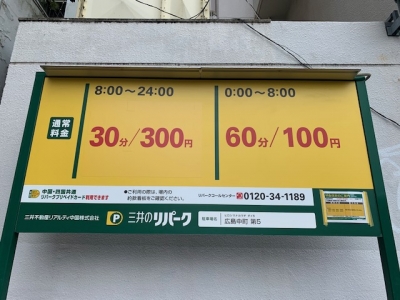 通常
料金
8:00～24:00
30分/300円
0:00～8:00
60分/100円
中国・四国共通
リパークプリペイドカード利用できます
●ご利用の際は、場内の
約款看板をご確認ください。
リパークコールセンター 0120-34-1189
三井不動産リアルティ中国株式会社
P 三井のリパーク
駐車場名
広島中町 第5